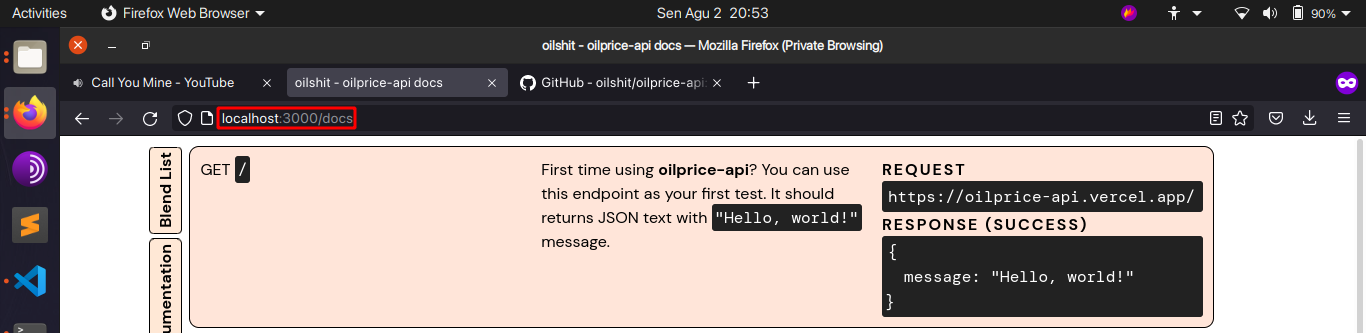 Activities
Firefox Web Browser
Sen Agu 2 20:53
90%
oilshit - oilprice-api docs — Mozilla Firefox (Private Browsing)
Call You Mine - YouTube
oilshit - oilprice-api docs
GitHub - oilshit/oilprice-api:
localhost:3000/docs
Blend List
umentation
GET /
First time using oilprice-api? You can use
this endpoint as your first test. It should
returns JSON text with "Hello, world!"
message.
REQUEST
https://oilprice-api.vercel.app/
RESPONSE (SUCCESS)
{
message: "Hello, world!"
}